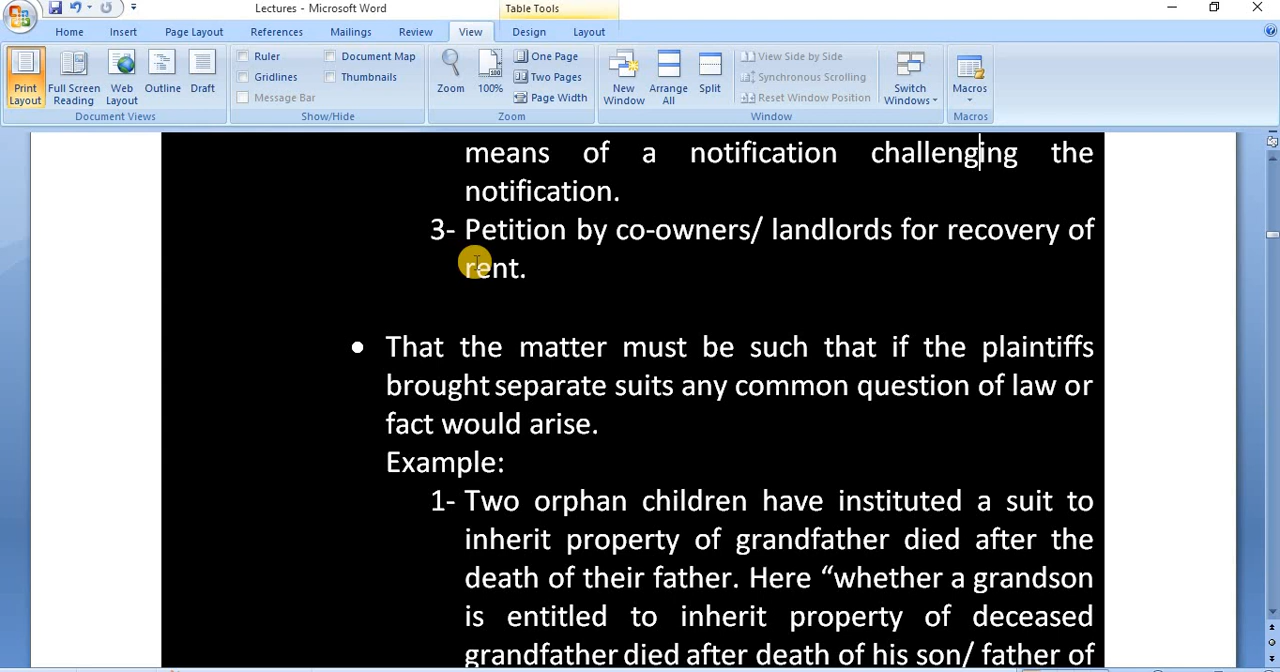 Lectures - Microsoft Word
Table Tools
Home Insert Page Layout References Mailings Review View Design Layout
Ruler Document Map
Gridlines Thumbnails
Message Bar
Print Layout
Full Screen Reading
Web Layout
Outline
Draft
Zoom
100%
One Page
Two Pages
Page Width
New Window
Arrange All
Split
View Side by Side
Synchronous Scrolling
Reset Window Position
Switch Windows
Macros
Document Views Show/Hide Zoom Window Macros
means of a notification challenging the
notification.
3- Petition by co-owners/ landlords for recovery of
rent.
• That the matter must be such that if the plaintiffs
brought separate suits any common question of law or
fact would arise.
Example:
1- Two orphan children have instituted a suit to
inherit property of grandfather died after the
death of their father. Here “whether a grandson
is entitled to inherit property of deceased
grandfather died after death of his son/ father of